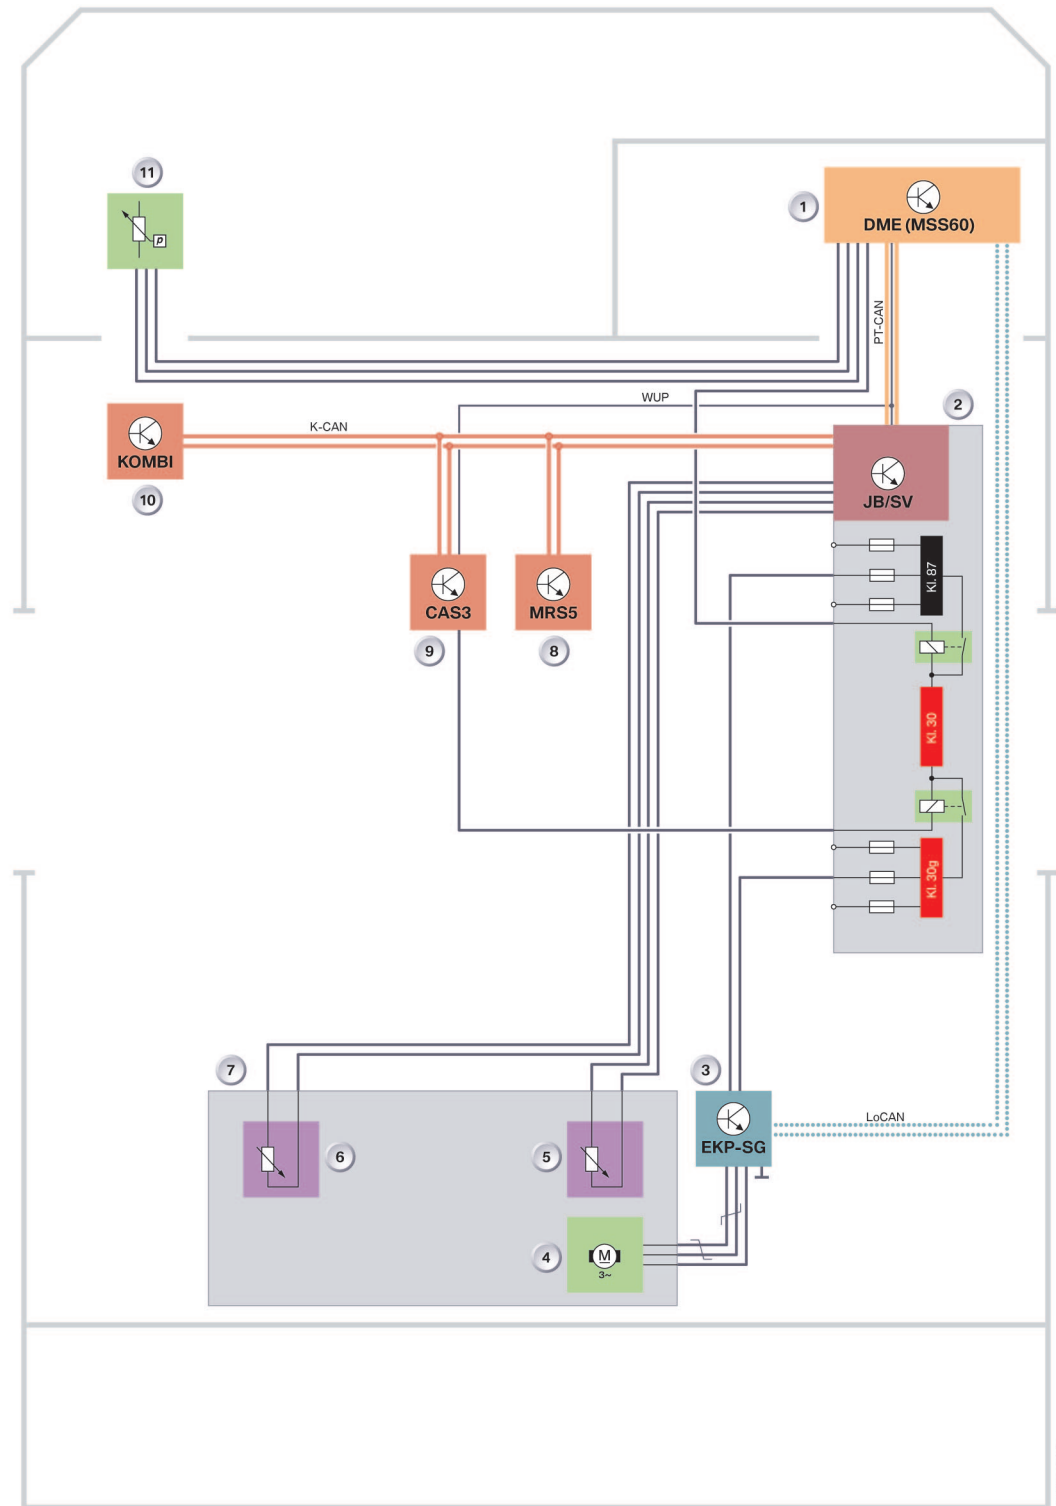 11
p
1
DME (MSS60)
PT-CAN
2
WUP
K-CAN
KOMBI
10
JB/SV
Kl. 87
CAS3
MRS5
9
8
Kl. 30
Kl. 30g
7
3
LoCAN
EKP-SG
6
5
4
M
3~